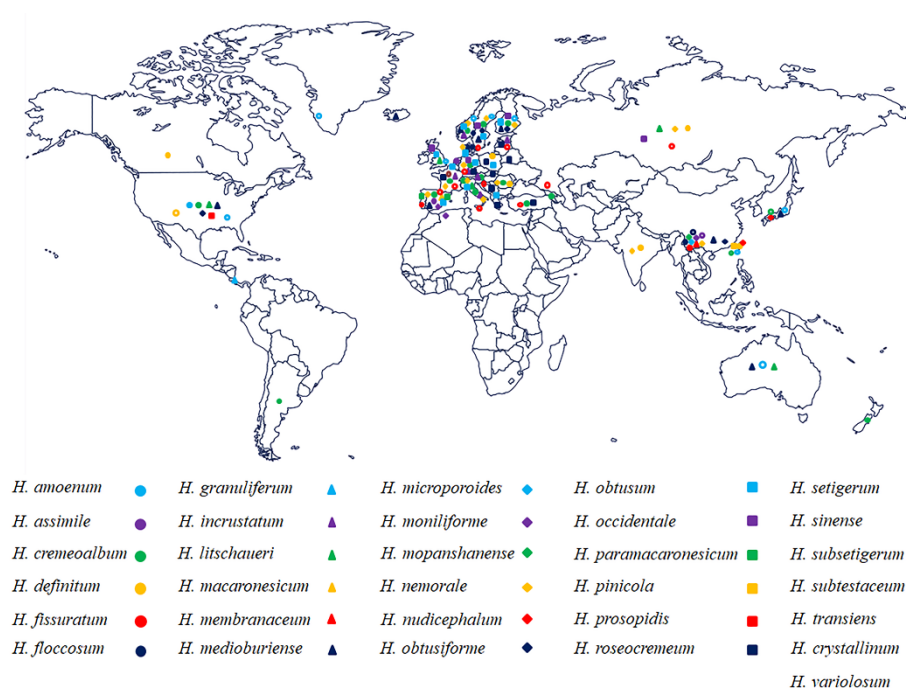 H. amoenum H. granuliferum H. microporoides H. obtusum H. setigerum
H. assimile H. incrustatum H. moniliforme H. occidentale H. sinense
H. cremeoalbum H. litschaueri H. mopanshanense H. paramacaronesicum H. subsetigerum
H. definitum H. macaronesicum H. nemorale H. pinicola H. subtestaceum
H. fissuratum H. membranaceum H. nudicephalum H. prosopidis H. transiens
H. floccosum H. medioburiense H. obtusiforme H. roseocremeum H. crystallinum
H. variolosum